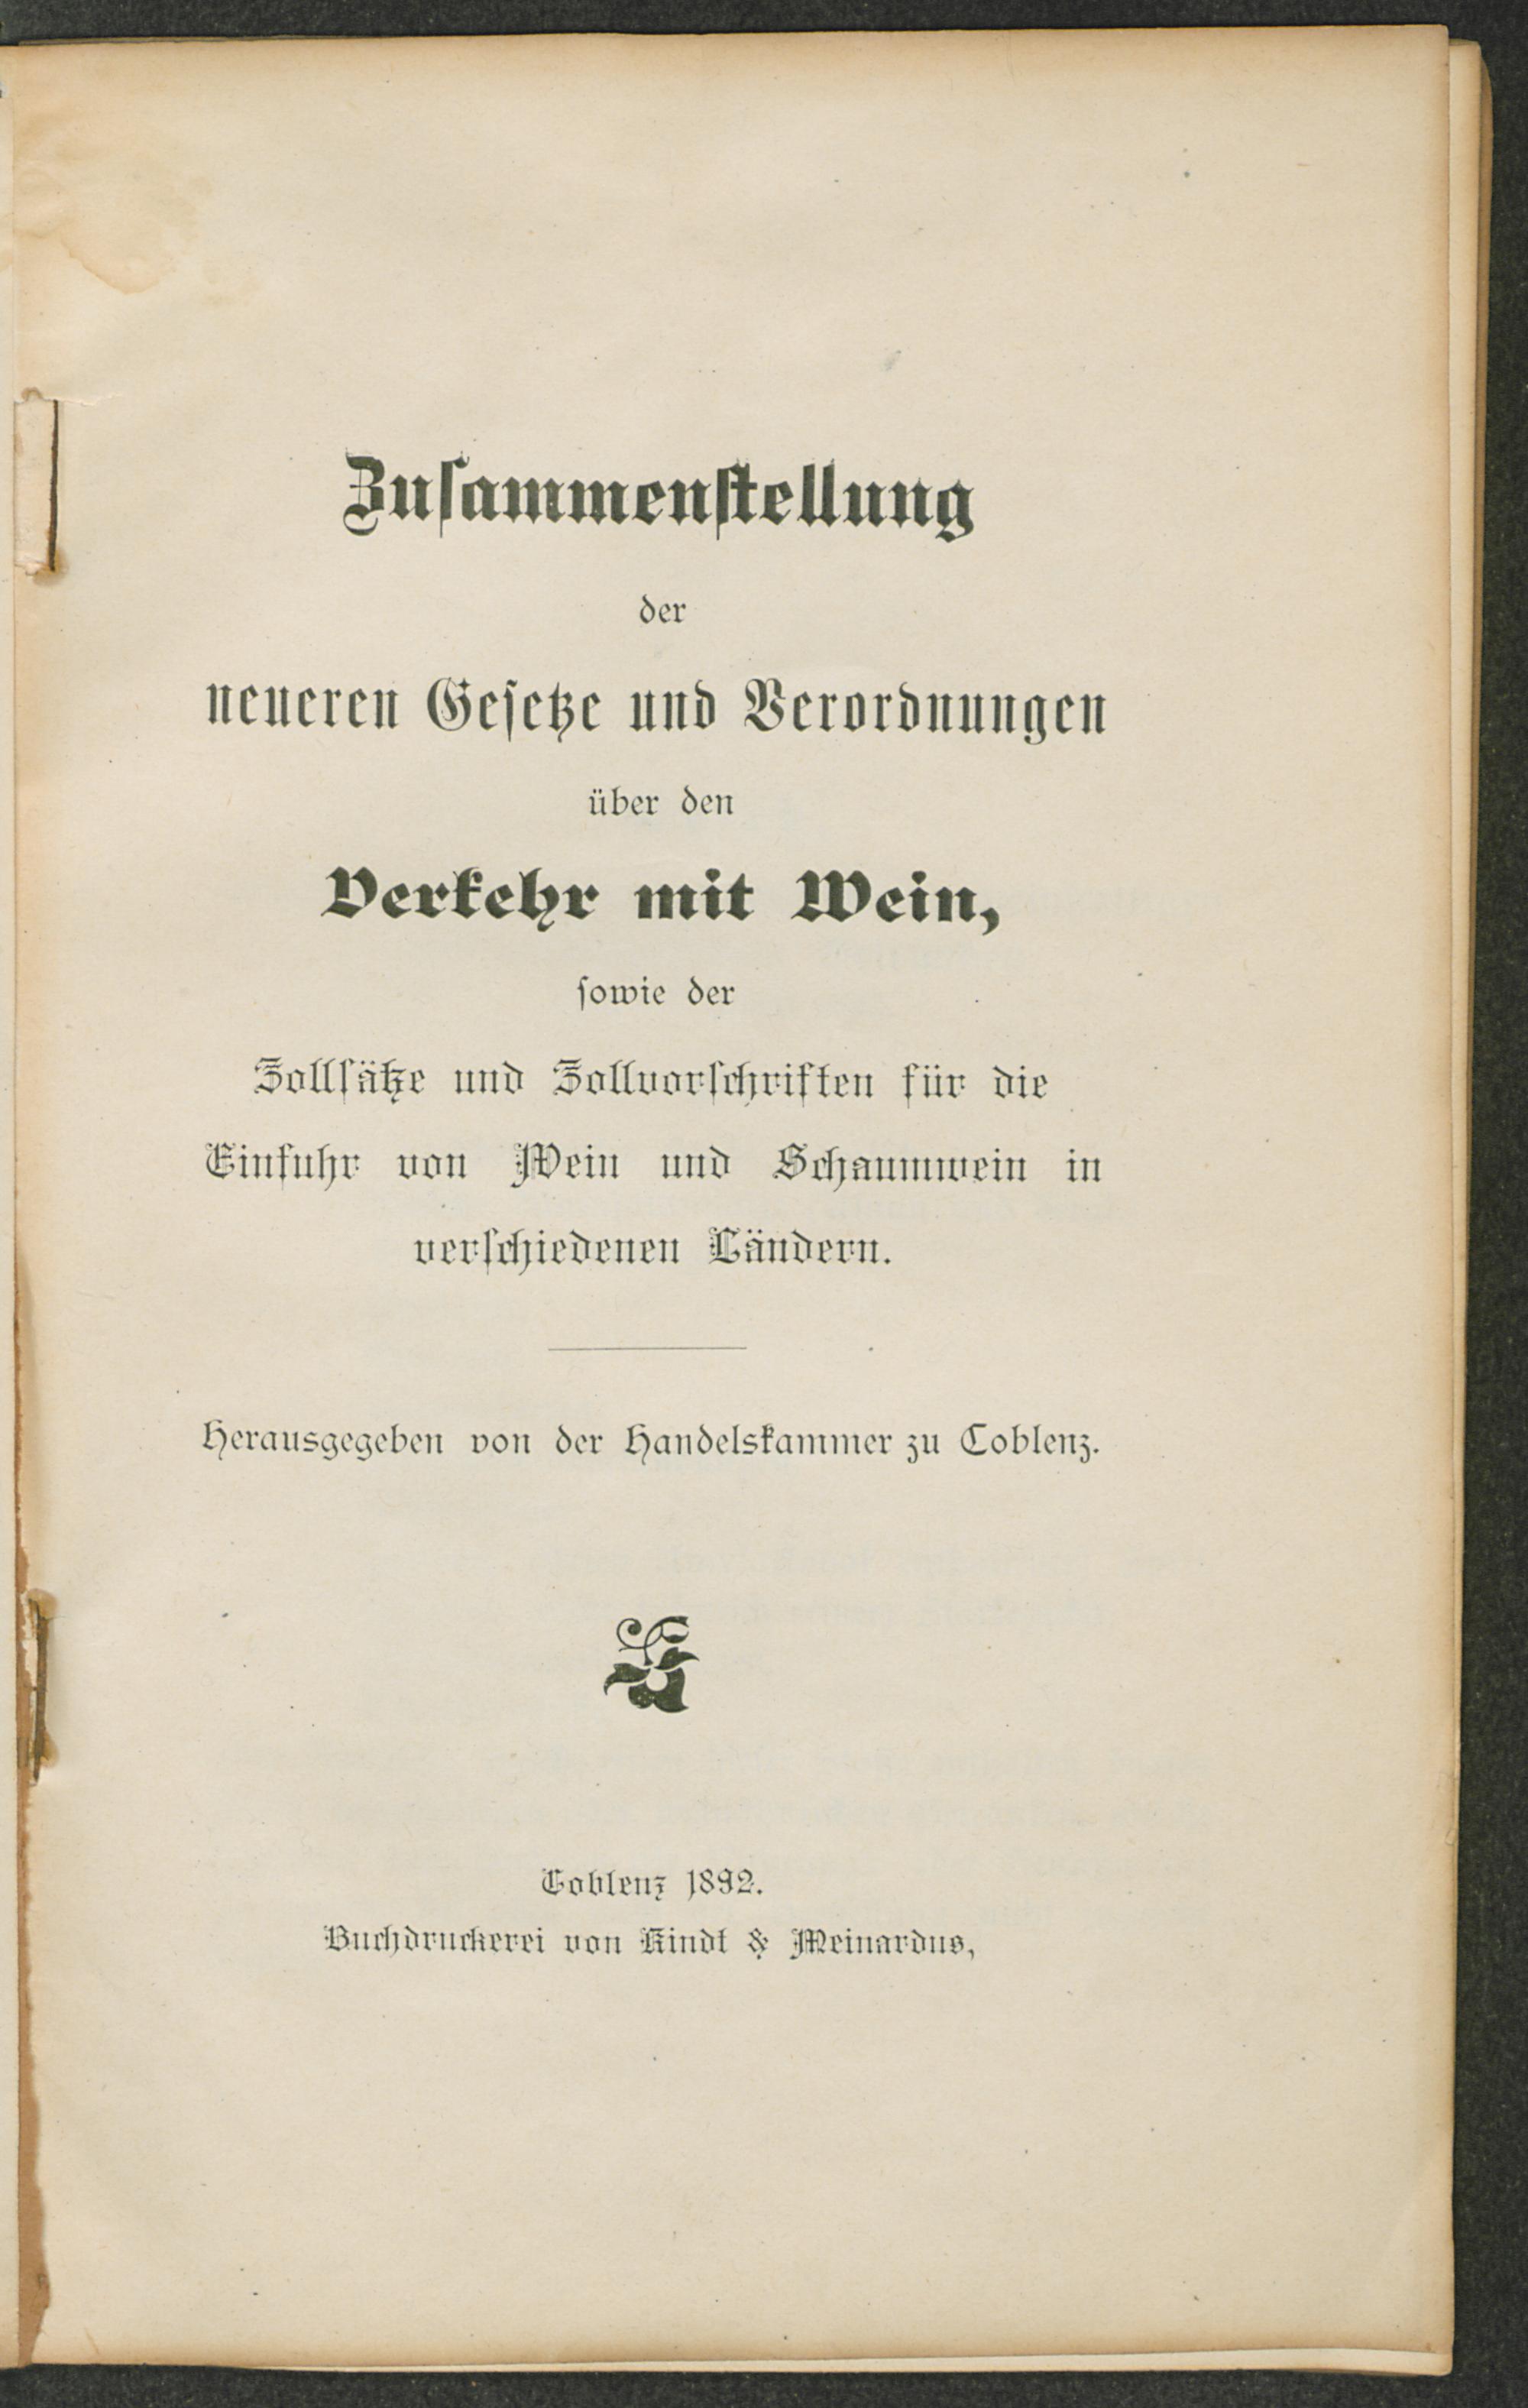 Zuſammenſtellung
der
neueren Geſetze und Verordnungen
über den
Verkehr mit Wein,
ſowie der
Zollſätze und Zollvorſchriften für die
Einfuhr von Wein und Schaumwein in
verſchiedenen Ländern.
Herausgegeben von der Handelskammer zu Coblenz.
Coblenz 1892.
Buchdruckerei von Kindt & Meinardus,